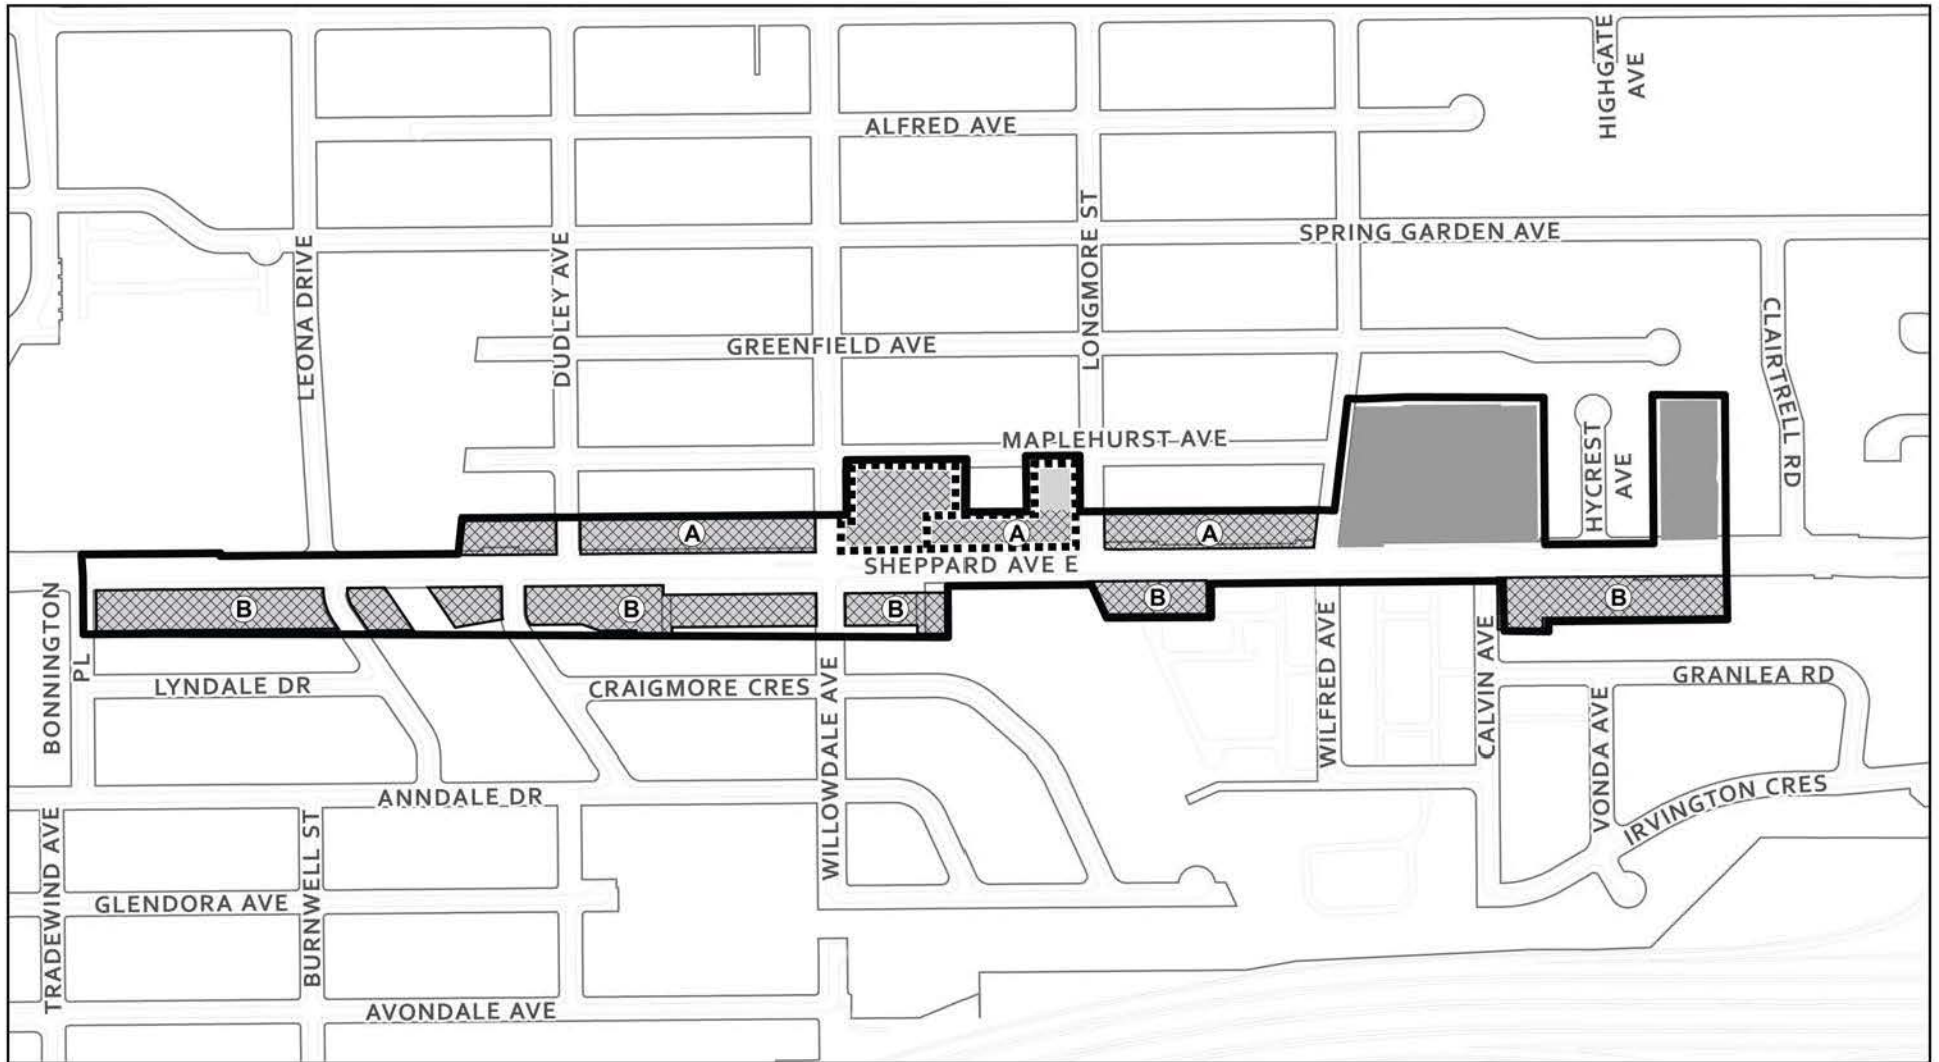 HIGHGATE
AVE
ALFRED AVE
SPRING GARDEN AVE
LEONA DRIVE
DUDLEY AVE
LONGMORE ST
CLAIRTRELL RD
GREENFIELD AVE
MAPLEHURST AVE
HYCREST
AVE
A
A
A
SHEPPARD AVE E
B
B
B
B
B
BONNINGTON
PL
LYNDALE DR
CRAIGMORE CRES
WILLOWDALE AVE
WILFRED AVE
CALVIN AVE
GRANLEA RD
VONDA AVE
IRVINGTON CRES
ANNDALE DR
TRADEWIND AVE
BURNWELL ST
GLENDORA AVE
AVONDALE AVE